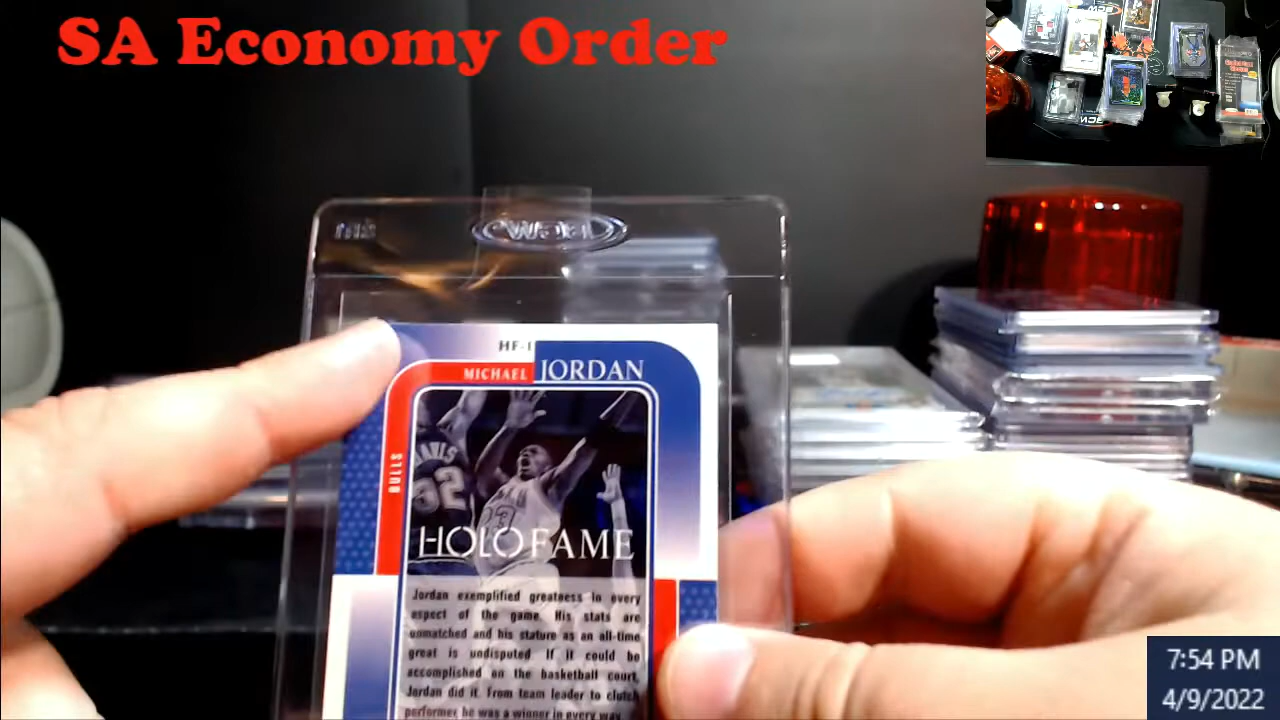 SA Economy Order
HF-1
MICHAEL JORDAN
BULLS
HOLO FAME
Jordan exemplified greatness in every
aspect of the game. His stats are
unmatched and his stature as an all-time
great is undisputed. If it could be
accomplished on the basketball court,
Jordan did it. From team leader to clutch
performer, he was a winner in every way
7:54 PM
4/9/2022